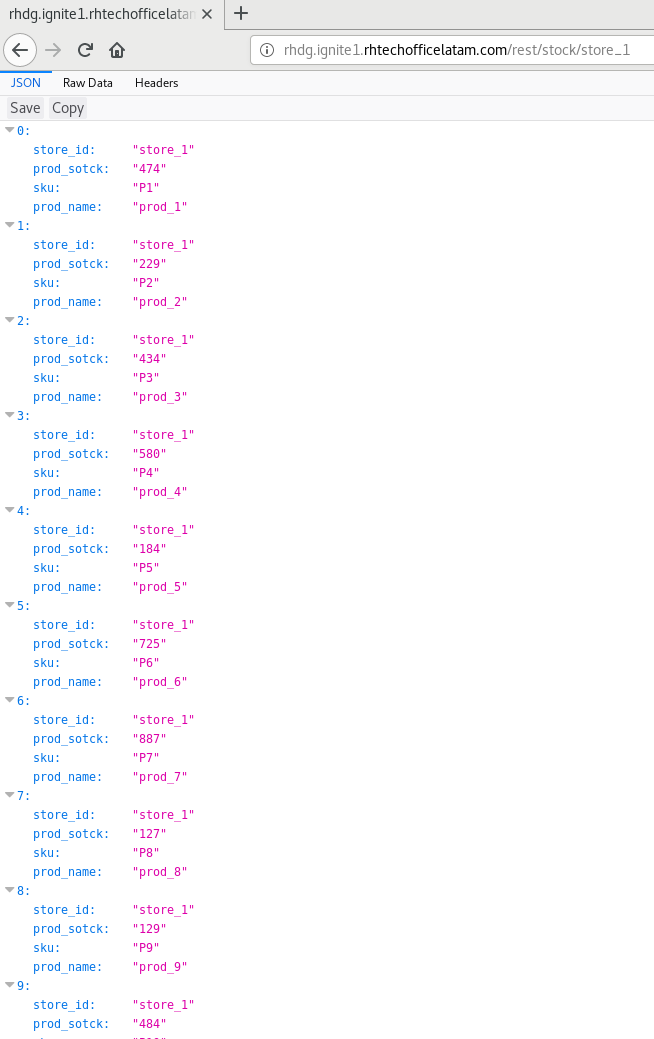 rhdg.ignite1.rhtechofficelatam
rhdg.ignite1.rhtechofficelatam.com/rest/stock/store_1
JSON Raw Data Headers
Save Copy
0:
store_id: "store_1"
prod_sotck: "474"
sku: "P1"
prod_name: "prod_1"
1:
store_id: "store_1"
prod_sotck: "229"
sku: "P2"
prod_name: "prod_2"
2:
store_id: "store_1"
prod_sotck: "434"
sku: "P3"
prod_name: "prod_3"
3:
store_id: "store_1"
prod_sotck: "580"
sku: "P4"
prod_name: "prod_4"
4:
store_id: "store_1"
prod_sotck: "184"
sku: "P5"
prod_name: "prod_5"
5:
store_id: "store_1"
prod_sotck: "725"
sku: "P6"
prod_name: "prod_6"
6:
store_id: "store_1"
prod_sotck: "887"
sku: "P7"
prod_name: "prod_7"
7:
store_id: "store_1"
prod_sotck: "127"
sku: "P8"
prod_name: "prod_8"
8:
store_id: "store_1"
prod_sotck: "129"
sku: "P9"
prod_name: "prod_9"
9:
store_id: "store_1"
prod_sotck: "484"